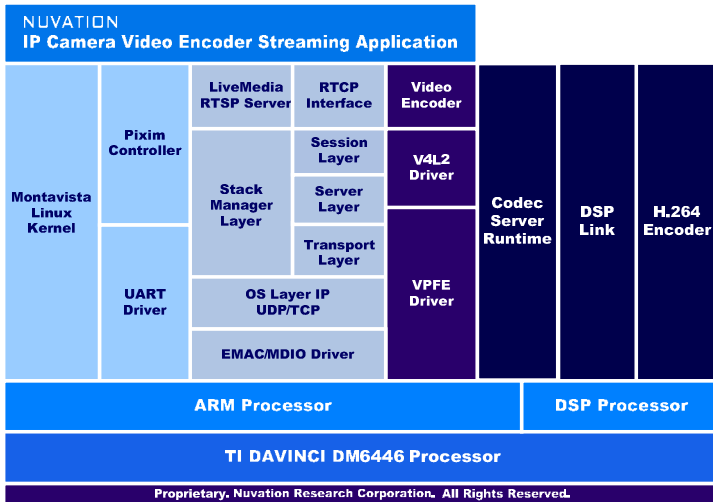 NUVATION
IP Camera Video Encoder Streaming Application
Montavista
Linux
Kernel
Pixim
Controller
UART
Driver
LiveMedia
RTSP Server
RTCP
Interface
Stack
Manager
Layer
Session
Layer
Server
Layer
Transport
Layer
OS Layer IP
UDP/TCP
EMAC/MDIO Driver
Video
Encoder
V4L2
Driver
VPFE
Driver
Codec
Server
Runtime
DSP
Link
H.264
Encoder
ARM Processor
DSP Processor
TI DAVINCI DM6446 Processor
Proprietary. Nuvation Research Corporation. All Rights Reserved.